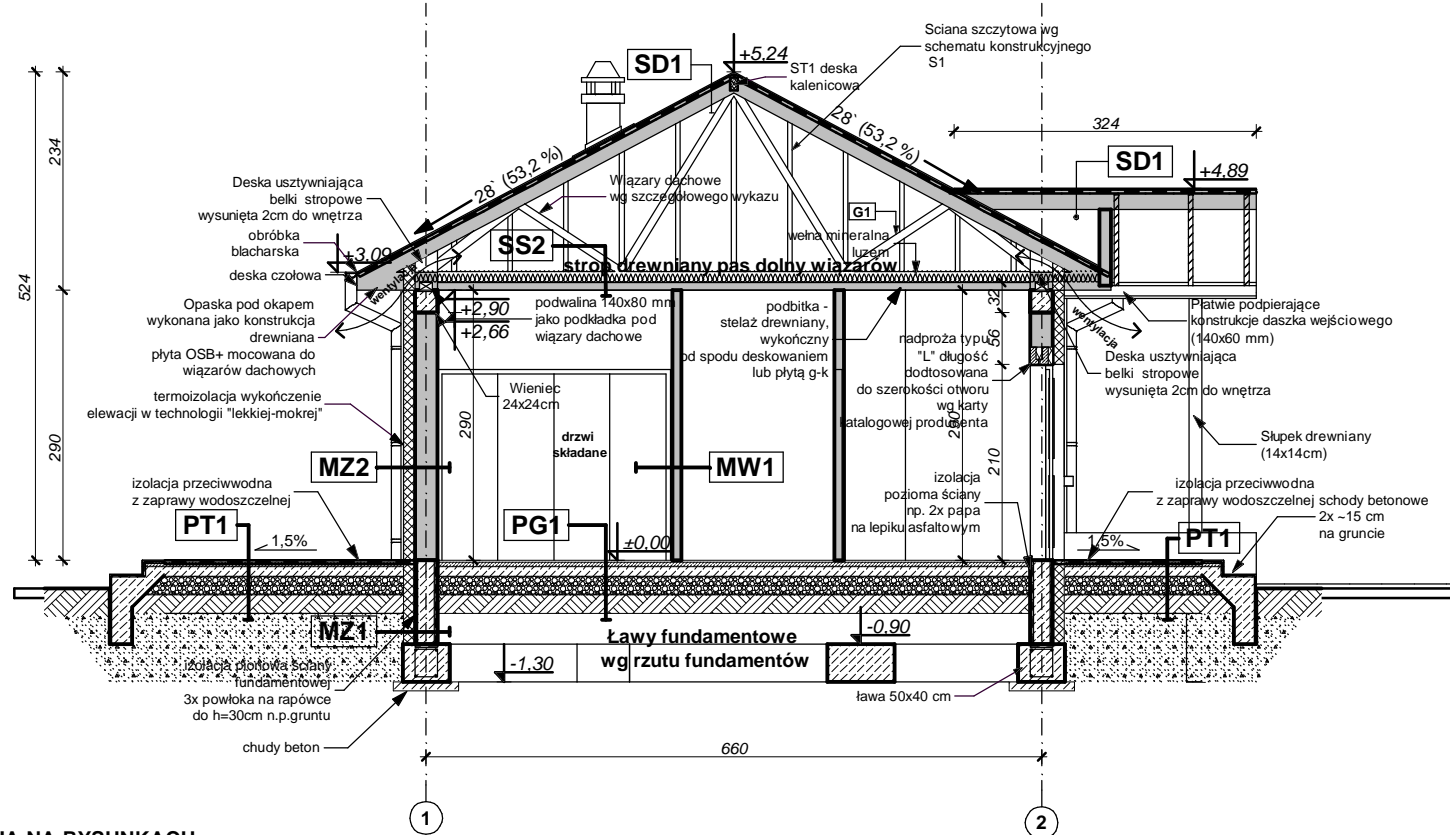 Sciana szczytowa wg
schematu konstrukcyjnego
S1
+5,24
SD1
ST1 deska
kalenicowa
28` (53,2 %)
28` (53,2 %)
324
SD1
+4,89
234
524
290
Deska usztywniająca
belki stropowe
wysunięta 2cm do wnętrza
obróbka
blacharska
+3,09
deska czołowa
wentylacja
Wiązary dachowe
wg szczegółowego wykazu
G1
SS2
wełna mineralna
luzem
strop drewniany pas dolny wiązarów
Opaska pod okapem
wykonana jako konstrukcja
drewniana
płyta OSB+ mocowana do
wiązarów dachowych
+2,90
+2,66
podwalina 140x80 mm
jako podkładka pod
wiązary dachowe
podbitka -
stelaż drewniany,
wykończny
od spodu deskowaniem
lub płytą g-k
nadproża typu
"L" długość
dodtosowana
do szerokości otworu
wg karty
katalogowej produenta
32
56
210
wentylacja
Płatwie podpierające
konstrukcje daszka wejściowego
(140x60 mm)
Deska usztywniająca
belki stropowe
wysunięta 2cm do wnętrza
termoizolacja wykończenie
elewacji w technologii "lekkiej-mokrej"
Wieniec
24x24cm
290
290
drzwi
składane
Słupek drewniany
(14x14cm)
MZ2
MW1
izolacja przeciwwodna
z zaprawy wodoszczelnej
izolacja
pozioma ściany
np. 2x papa
na lepiku asfaltowym
izolacja przeciwwodna
z zaprawy wodoszczelnej
schody betonowe
2x ~15 cm
na gruncie
PT1
1,5%
PG1
±0,00
1,5%
PT1
MZ1
Ławy fundamentowe
wg rzutu fundamentów
-0,90
-1,30
izolacja pionowa ściany
fundamentowej
3x powłoka na rapówce
do h=30cm n.p.gruntu
ława 50x40 cm
chudy beton
660
1
2